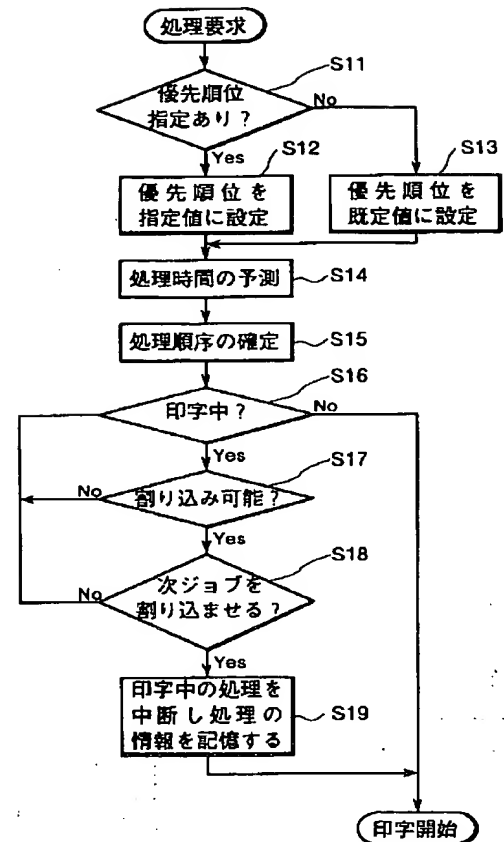 処理要求
S11
優先順位
指定あり?
No
Yes
S12
S13
優先順位を
指定値に設定
優先順位を
既定値に設定
処理時間の予測
S14
処理順序の確定
S15
S16
印字中?
No
Yes
S17
No
割り込み可能?
Yes
S18
No
次ジョブを
割り込ませる?
Yes
印字中の処理を
中断し処理の
情報を記憶する
S19
印字開始